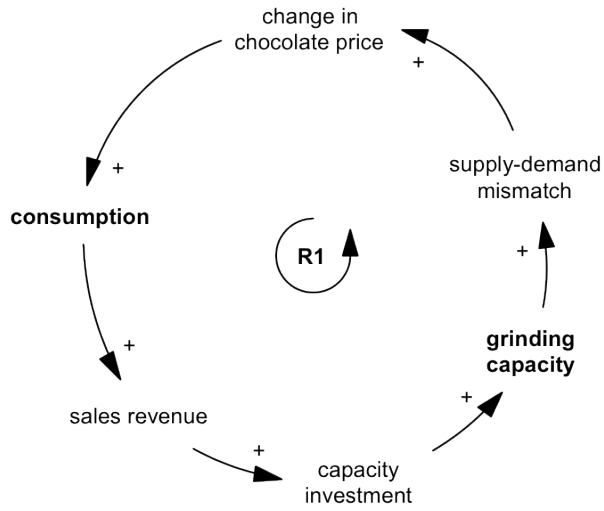 change in
chocolate price
+
+
supply-demand
mismatch
consumption
R1
+
+
grinding
capacity
+
sales revenue
+
capacity
investment